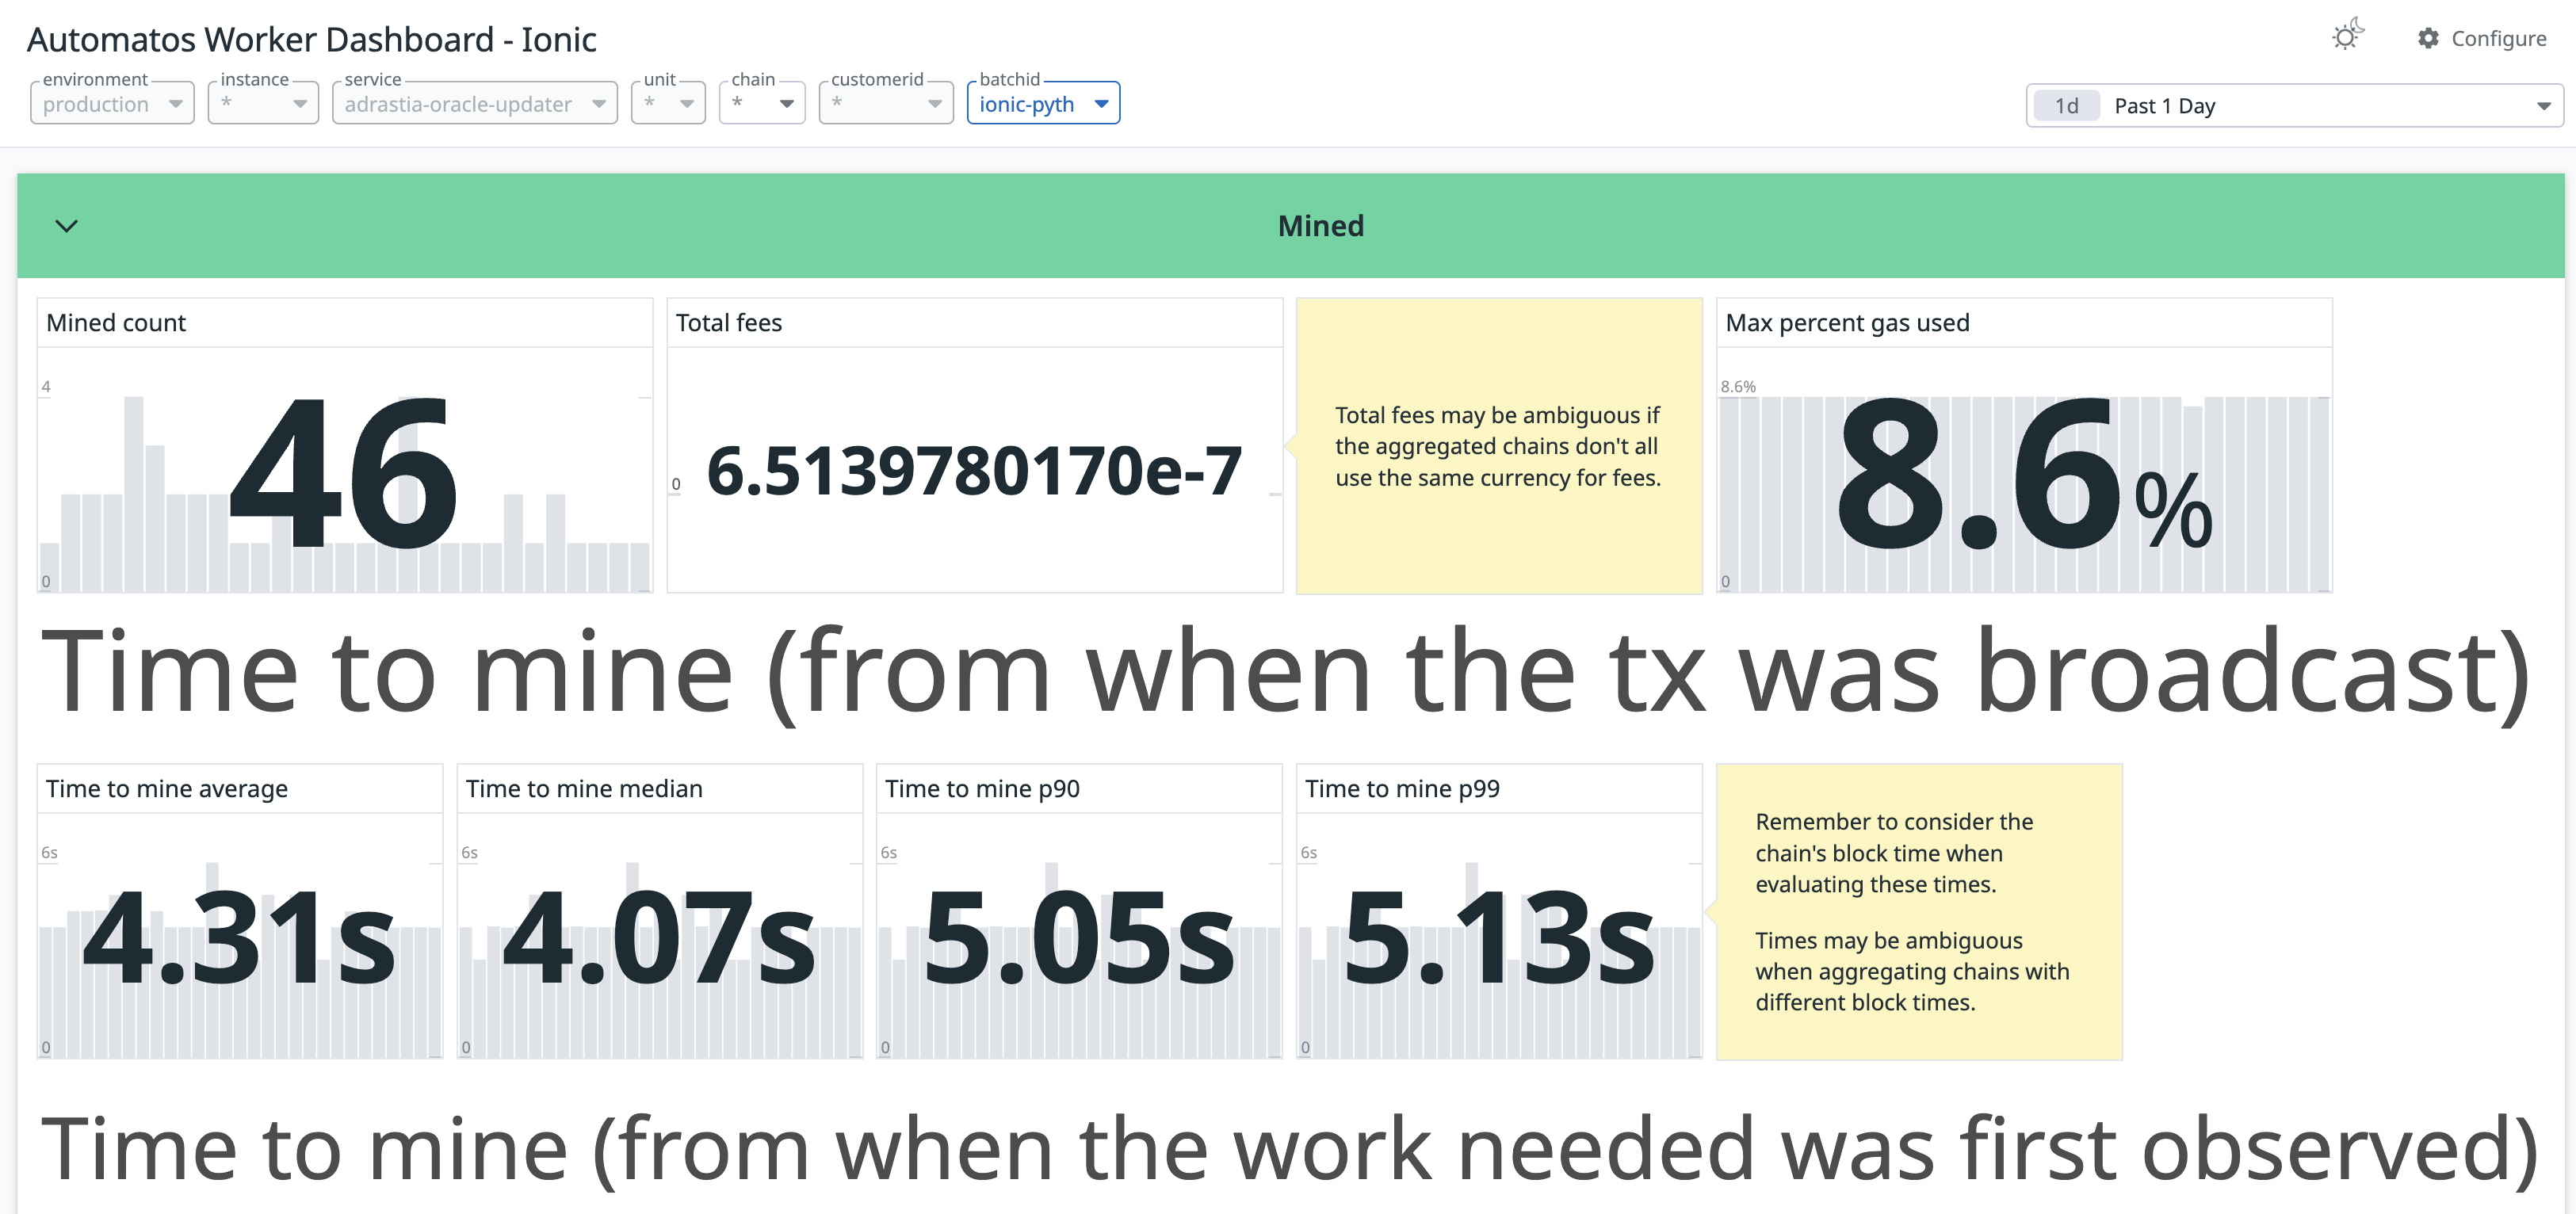 Automatos Worker Dashboard - Ionic
Configure
environment
production
instance
*
service
adrastia-oracle-updater
unit
*
chain
*
customerid
*
batchid
ionic-pyth
1d
Past 1 Day
Mined
Mined count
4
46
0
Total fees
0
6.5139780170e-7
Total fees may be ambiguous if
the aggregated chains don't all
use the same currency for fees.
Max percent gas used
8.6%
8.6%
0
Time to mine (from when the tx was broadcast)
Time to mine average
6s
4.31s
0
Time to mine median
6s
4.07s
0
Time to mine p90
6s
5.05s
0
Time to mine p99
6s
5.13s
0
Remember to consider the
chain's block time when
evaluating these times.
Times may be ambiguous
when aggregating chains with
different block times.
Time to mine (from when the work needed was first observed)